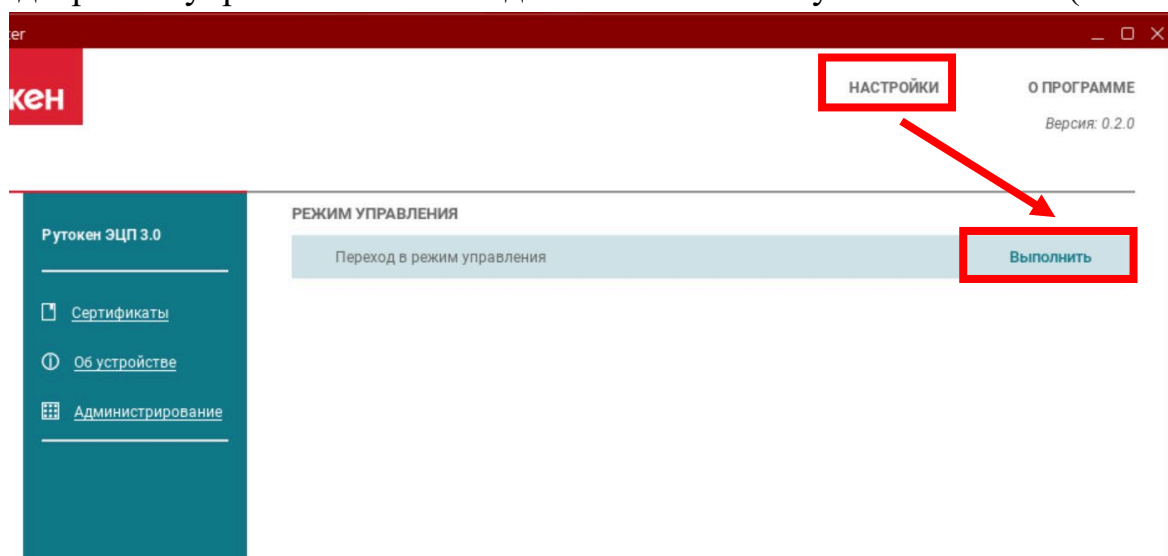 ter
кен
НАСТРОЙКИ
О ПРОГРАММЕ
Версия: 0.2.0
Рутокен ЭЦП 3.0
Сертификаты
Об устройстве
Администрирование
РЕЖИМ УПРАВЛЕНИЯ
Переход в режим управления
Выполнить